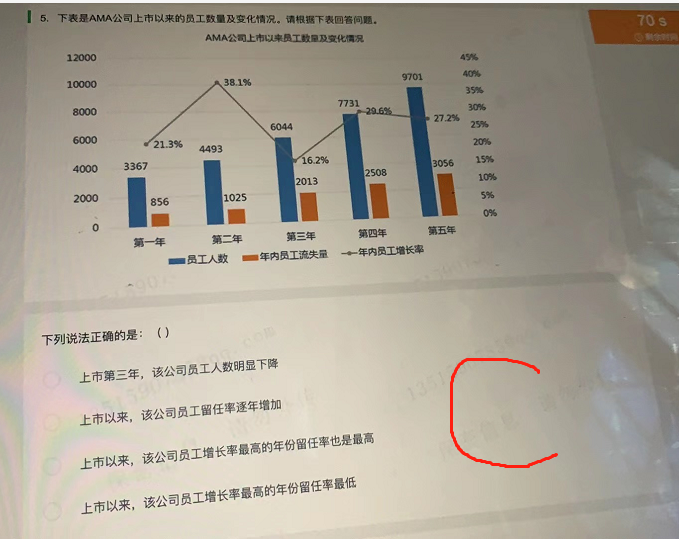 5. 下表是AMA公司上市以来的员工数量及变化情况。请根据下表回答问题。
70 s
剩余时间
AMA公司上市以来员工数量及变化情况
12000
10000
8000
6000
4000
2000
0
45%
40%
35%
30%
25%
20%
15%
10%
5%
0%
3367
856
21.3%
4493
1025
38.1%
6044
2013
16.2%
7731
2508
29.6%
9701
3056
27.2%
第一年
第二年
第三年
第四年
第五年
员工人数 年内员工流失量 年内员工增长率
下列说法正确的是：（）
上市第三年，该公司员工人数明显下降
上市以来，该公司员工留任率逐年增加
上市以来，该公司员工增长率最高的年份留任率也是最高
上市以来，该公司员工增长率最高的年份留任率最低